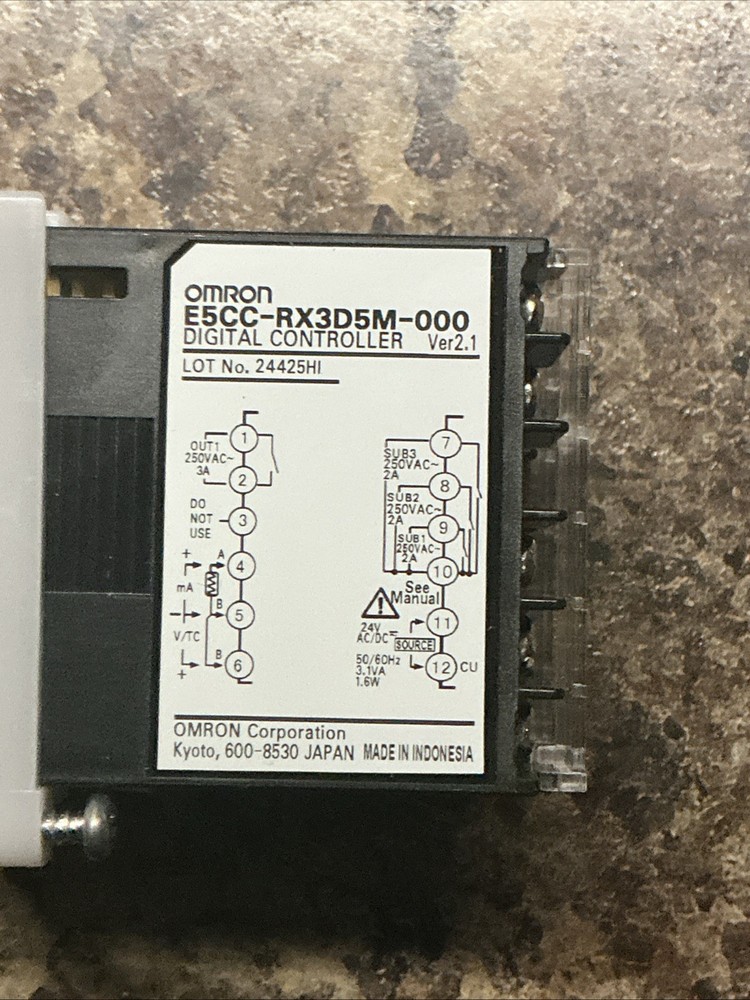 OMRON
E5CC-RX3D5M-000
DIGITAL CONTROLLER Ver2.1
LOT No. 24425HI
OUT1
250VAC~
3A
1
2
DO
NOT
USE
3
+
A
4
mA
-
B
5
V/TC
B
6
+
SUB3
250VAC~
2A
7
SUB2
250VAC~
2A
8
SUB1
250VAC~
2A
9
10
See
Manual
24V
AC/DC
SOURCE
50/60Hz
3.1VA
1.6W
11
12
CU
OMRON Corporation
Kyoto, 600-8530 JAPAN MADE IN INDONESIA